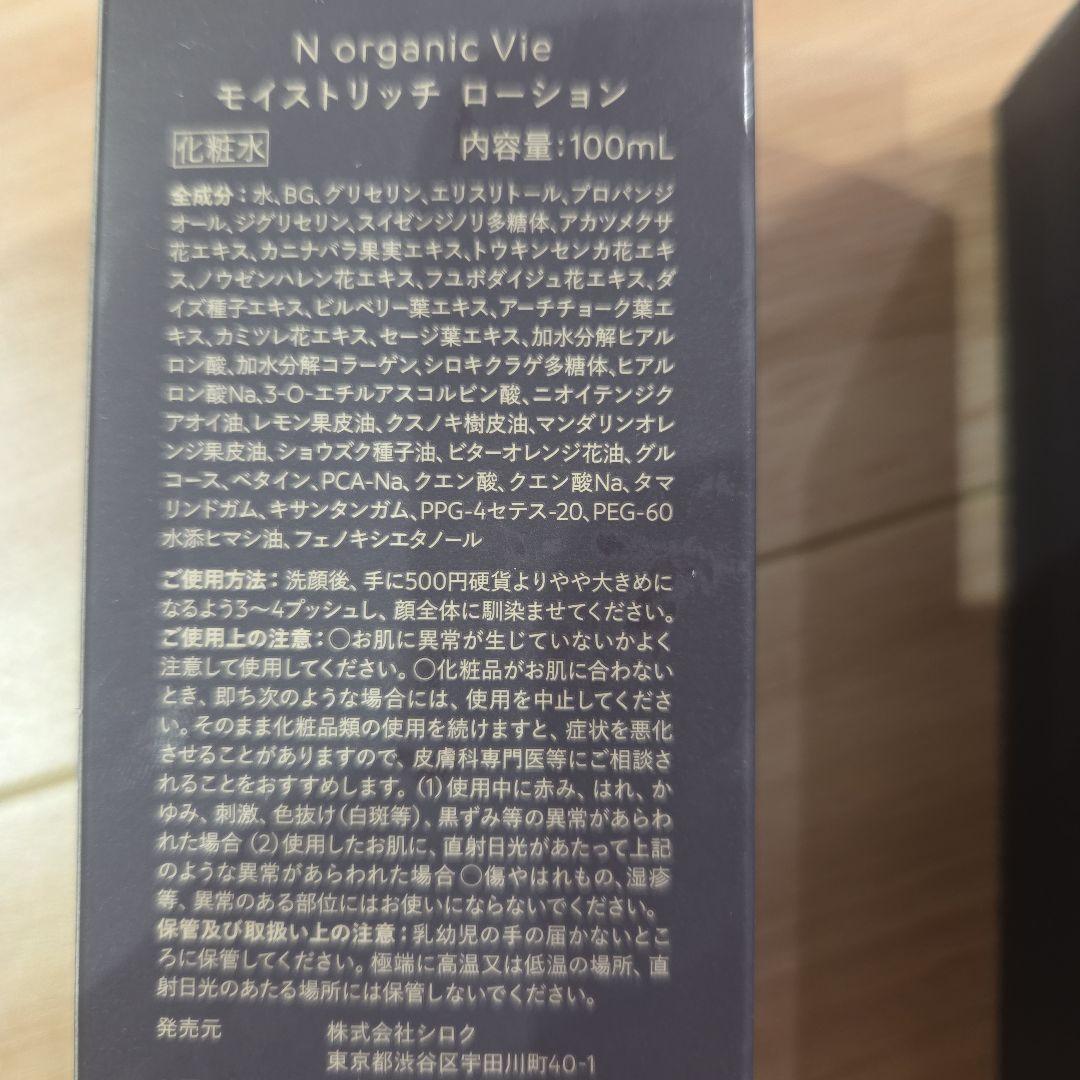 N organic Vie
モイストリッチ ローション
化粧水 内容量:100mL
全成分:水、BG、グリセリン、エリスリトール、プロパンジ
オール、ジグリセリン、スイゼンジノリ多糖体、アカツメクサ
花エキス、カニナバラ果実エキス、トウキンセンカ花エキ
ス、ノウゼンハレン花エキス、フユボダイジュ花エキス、ダ
イズ種子エキス、ビルベリー葉エキス、アーチチョーク葉エ
キス、カミツレ花エキス、セージ葉エキス、加水分解ヒアル
ロン酸、加水分解コラーゲン、シロキクラゲ多糖体、ヒアル
ロン酸Na、3-O-エチルアスコルビン酸、ニオイテンジク
アオイ油、レモン果皮油、クスノキ樹皮油、マンダリンオレ
ンジ果皮油、ショウズク種子油、ビターオレンジ花油、グル
コース、ベタイン、PCA-Na、クエン酸、クエン酸Na、タマ
リンドガム、キサンタンガム、PPG-4セテス-20、PEG-60
水添ヒマシ油、フェノキシエタノール
ご使用方法:洗顔後、手に500円硬貨よりやや大きめに
なるよう3〜4プッシュし、顔全体に馴染ませてください。
ご使用上の注意:○お肌に異常が生じていないかよく
注意して使用してください。○化粧品がお肌に合わない
とき、即ち次のような場合には、使用を中止してくださ
い。そのまま化粧品類の使用を続けますと、症状を悪化
させることがありますので、皮膚科専門医等にご相談さ
れることをおすすめします。(1)使用中に赤み、はれ、か
ゆみ、刺激、色抜け(白斑等)、黒ずみ等の異常があらわ
れた場合 (2)使用したお肌に、直射日光があたって上記
のような異常があらわれた場合 ○傷やはれもの、湿疹
等、異常のある部位にはお使いにならないでください。
保管及び取扱い上の注意:乳幼児の手の届かないとこ
ろに保管してください。極端に高温又は低温の場所、直
射日光のあたる場所には保管しないでください。
発売元 株式会社シロク
東京都渋谷区宇田川町40-1